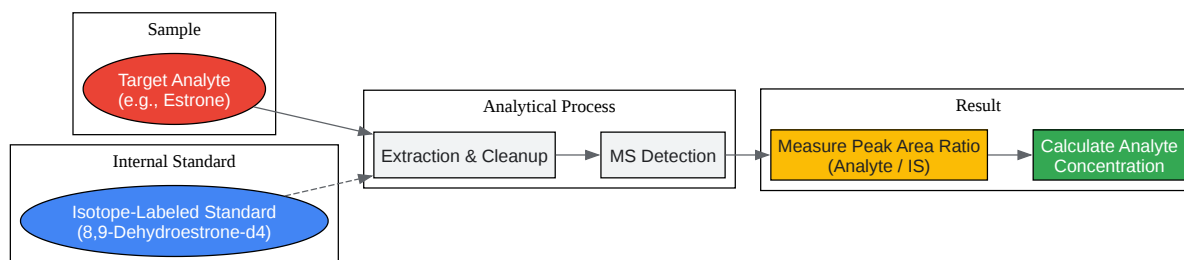 Sample
Target Analyte
(e.g., Estrone)
Internal Standard
Isotope-Labeled Standard
(8,9-Dehydroestrone-d4)
Analytical Process
Extraction & Cleanup
MS Detection
Result
Measure Peak Area Ratio
(Analyte / IS)
Calculate Analyte
Concentration